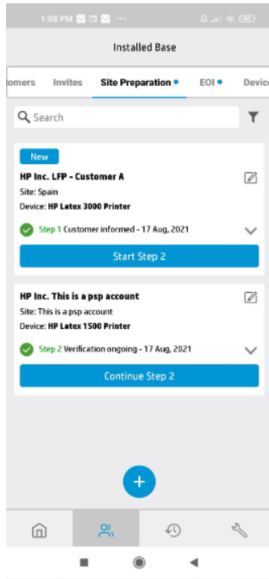 1:08 PM
Installed Base
tomers Invites Site Preparation EOI Device
Search
New
HP Inc. LFP - Customer A
Site: Spain
Device: HP Latex 3000 Printer
Step 1 Customer informed - 17 Aug, 2021
Start Step 2
HP Inc. This is a psp account
Site: This is a psp account
Device: HP Latex 1500 Printer
Step 2 Verification ongoing - 17 Aug, 2021
Continue Step 2